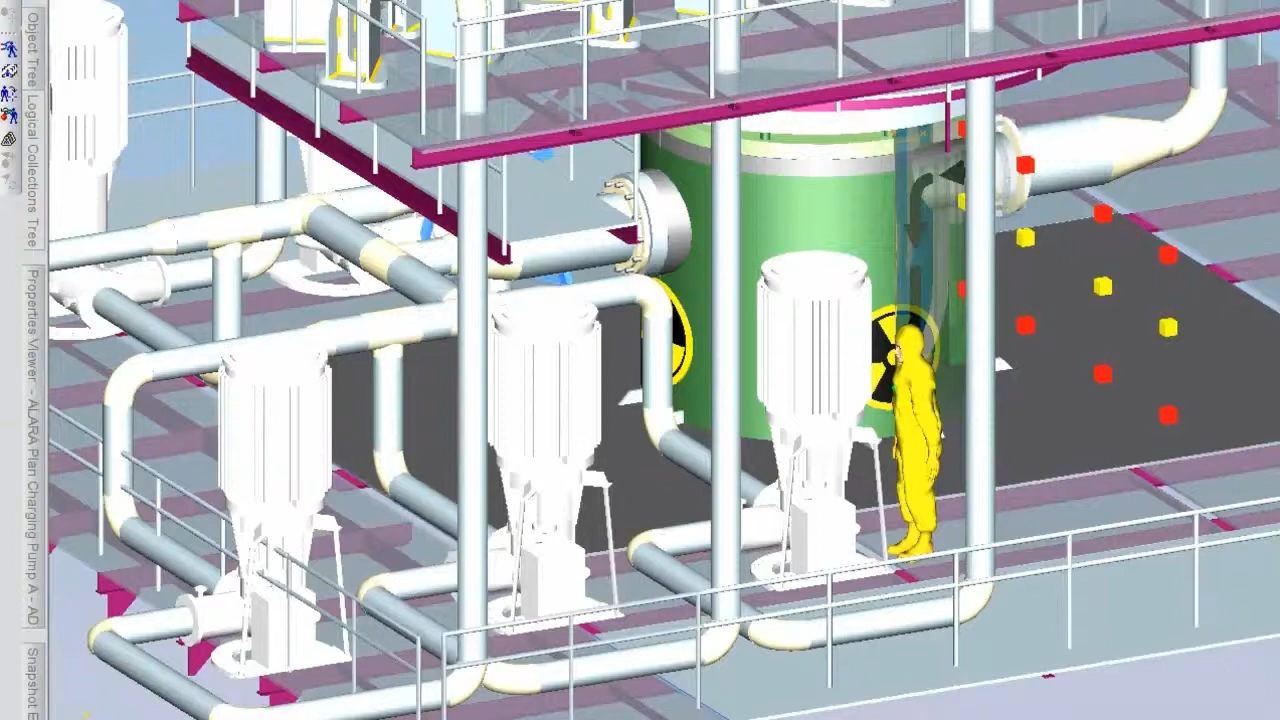 Object Tree
Logical Collections Tree
Properties Viewer - ALARA Plan Charging Pump A - AD
Snapshot E